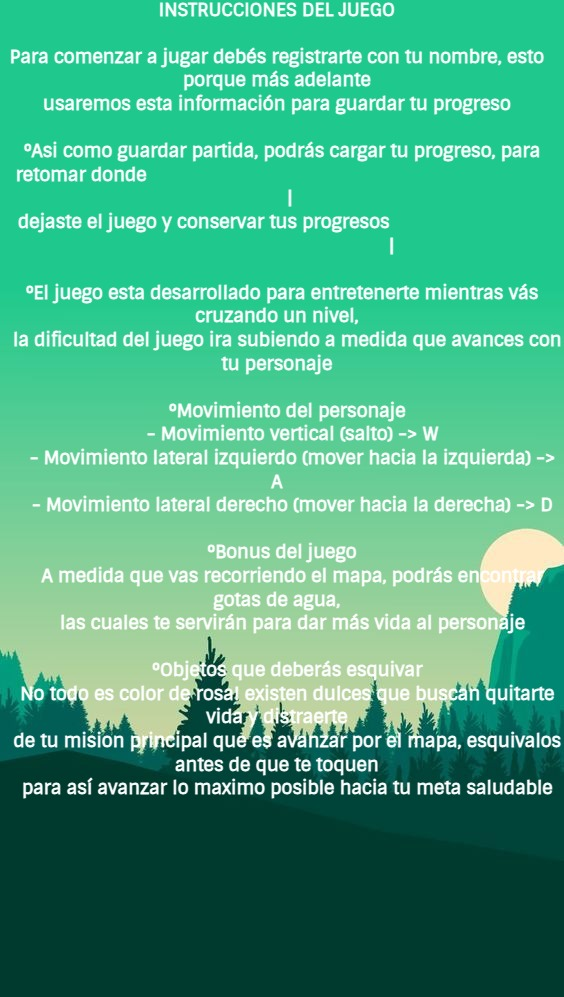 INSTRUCCIONES DEL JUEGO
Para comenzar a jugar debés registrarte con tu nombre, esto
porque más adelante
usaremos esta información para guardar tu progreso
ºAsi como guardar partida, podrás cargar tu progreso, para
retomar donde
|
dejaste el juego y conservar tus progresos
|
ºEl juego esta desarrollado para entretenerte mientras vás
cruzando un nivel,
la dificultad del juego ira subiendo a medida que avances con
tu personaje
ºMovimiento del personaje
- Movimiento vertical (salto) -> W
- Movimiento lateral izquierdo (mover hacia la izquierda) ->
A
- Movimiento lateral derecho (mover hacia la derecha) -> D
ºBonus del juego
A medida que vas recorriendo el mapa, podrás encontrar
gotas de agua,
las cuales te servirán para dar más vida al personaje
ºObjetos que deberás esquivar
No todo es color de rosa! existen dulces que buscan quitarte
vida y distraerte
de tu mision principal que es avanzar por el mapa, esquivalos
antes de que te toquen
para así avanzar lo maximo posible hacia tu meta saludable